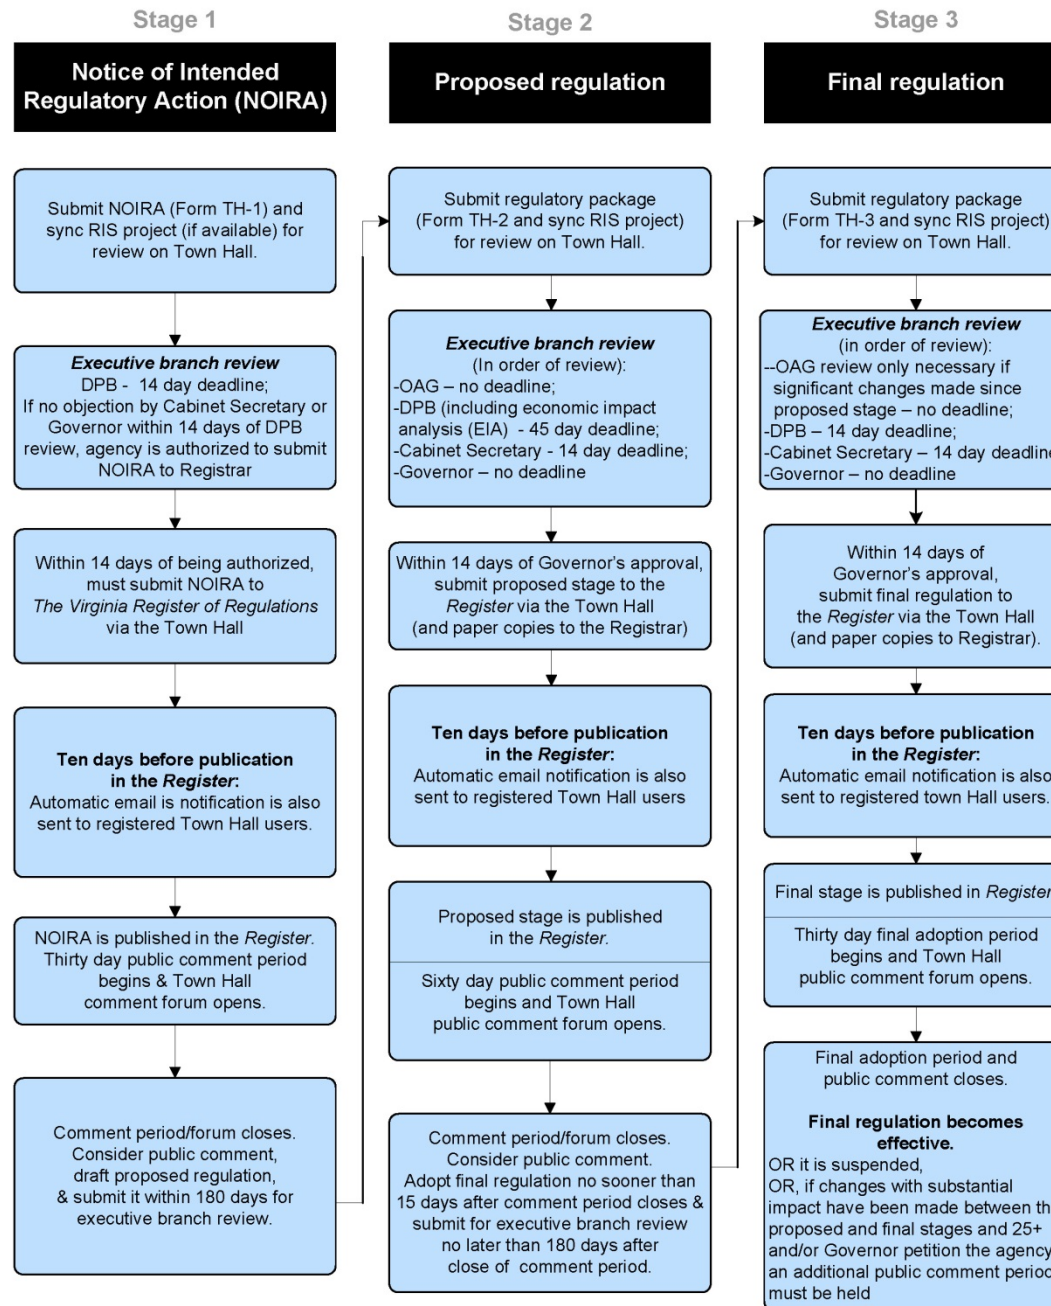 Stage 1
Notice of Intended
Regulatory Action (NOIRA)
Submit NOIRA (Form TH-1) and
sync RIS project (if available) for
review on Town Hall.
Executive branch review
DPB - 14 day deadline;
If no objection by Cabinet Secretary or
Governor within 14 days of DPB
review, agency is authorized to submit
NOIRA to Registrar
Within 14 days of being authorized,
must submit NOIRA to
The Virginia Register of Regulations
via the Town Hall
Ten days before publication
in the Register:
Automatic email is notification is also
sent to registered Town Hall users.
NOIRA is published in the Register.
Thirty day public comment period
begins & Town Hall
comment forum opens.
Comment period/forum closes.
Consider public comment,
draft proposed regulation,
& submit it within 180 days for
executive branch review.
Stage 2
Proposed regulation
Submit regulatory package
(Form TH-2 and sync RIS project)
for review on Town Hall.
Executive branch review
(In order of review):
-OAG – no deadline;
-DPB (including economic impact
analysis (EIA) - 45 day deadline;
-Cabinet Secretary - 14 day deadline;
-Governor – no deadline
Within 14 days of Governor's approval,
submit proposed stage to the
Register via the Town Hall
(and paper copies to the Registrar)
Ten days before publication
in the Register:
Automatic email notification is also
sent to registered Town Hall users
Proposed stage is published
in the Register.
Sixty day public comment period
begins and Town Hall
public comment forum opens.
Comment period/forum closes.
Consider public comment.
Adopt final regulation no sooner than
15 days after comment period closes &
submit for executive branch review
no later than 180 days after
close of comment period.
Stage 3
Final regulation
Submit regulatory package
(Form TH-3 and sync RIS project)
for review on Town Hall.
Executive branch review
(in order of review):
--OAG review only necessary if
significant changes made since
proposed stage – no deadline;
-DPB – 14 day deadline;
-Cabinet Secretary – 14 day deadline
-Governor – no deadline
Within 14 days of
Governor's approval,
submit final regulation to
the Register via the Town Hall
(and paper copies to Registrar).
Ten days before publication
in the Register:
Automatic email notification is also
sent to registered town Hall users.
Final stage is published in Register
Thirty day final adoption period
begins and Town Hall
public comment forum opens.
Final adoption period and
public comment closes.
Final regulation becomes
effective.
OR it is suspended,
OR, if changes with substantial
impact have been made between th
proposed and final stages and 25+
and/or Governor petition the agency
an additional public comment period
must be held